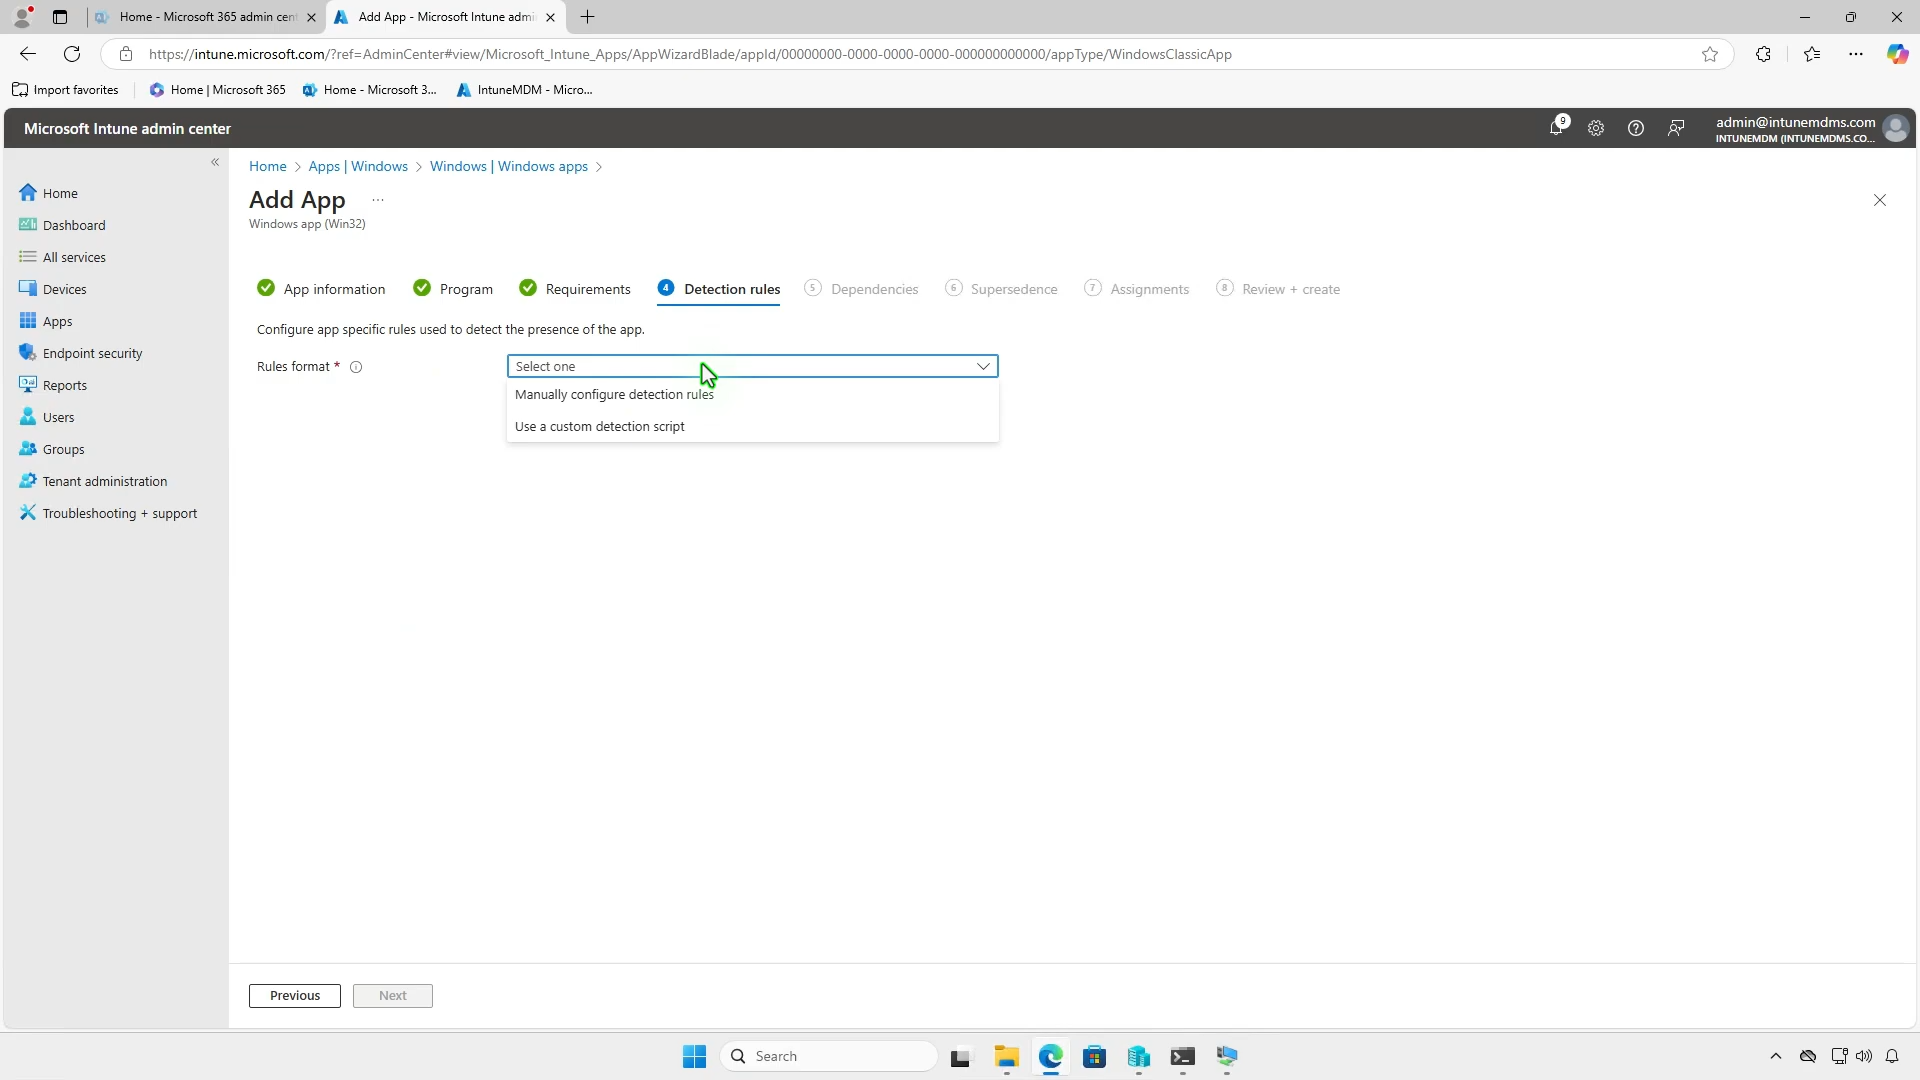 Home - Microsoft 365 admin cent
Add App - Microsoft Intune admi
https://intune.microsoft.com/?ref=AdminCenter#view/Microsoft_Intune_Apps/AppWizardBlade/appId/00000000-0000-0000-0000-000000000000/appType/WindowsClassicApp
Import favorites
Home | Microsoft 365
Home - Microsoft 3...
IntuneMDM - Micro...
Microsoft Intune admin center
9
admin@intunemdms.com
INTUNEMDM (INTUNEMDMS.CO...
Home
Dashboard
All services
Devices
Apps
Endpoint security
Reports
Users
Groups
Tenant administration
Troubleshooting + support
Home > Apps | Windows > Windows | Windows apps >
Add App ...
Windows app (Win32)
App information
Program
Requirements
4 Detection rules
5 Dependencies
6 Supersedence
7 Assignments
8 Review + create
Configure app specific rules used to detect the presence of the app.
Rules format *
Select one
Manually configure detection rules
Use a custom detection script
Previous
Next
Search